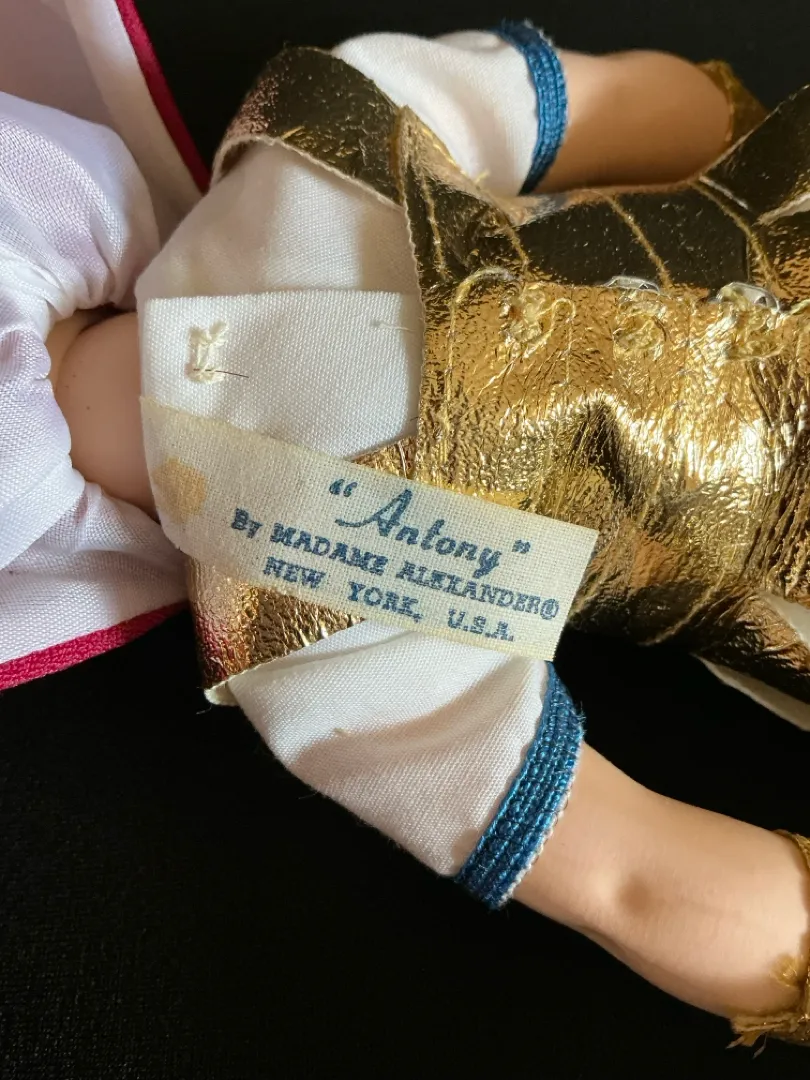 "Antony"
By MADAME ALEXANDER®
NEW YORK, U.S.A.